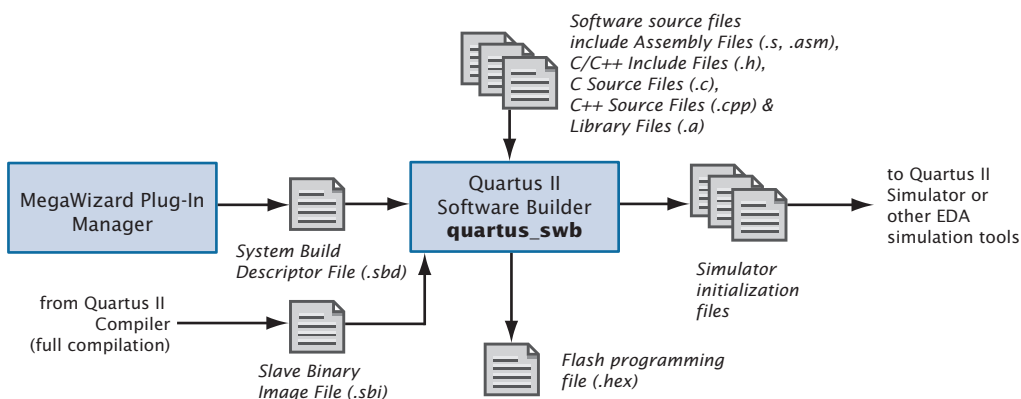 Software source files
include Assembly Files (.s, .asm),
C/C++ Include Files (.h),
C Source Files (.c),
C++ Source Files (.cpp) &
Library Files (.a)
MegaWizard Plug-In
Manager
System Build
Descriptor File (.sbd)
Quartus II
Software Builder
quartus_swb
Simulator
initialization
files
to Quartus II
Simulator or
other EDA
simulation tools
from Quartus II
Compiler
(full compilation)
Slave Binary
Image File (.sbi)
Flash programming
file (.hex)